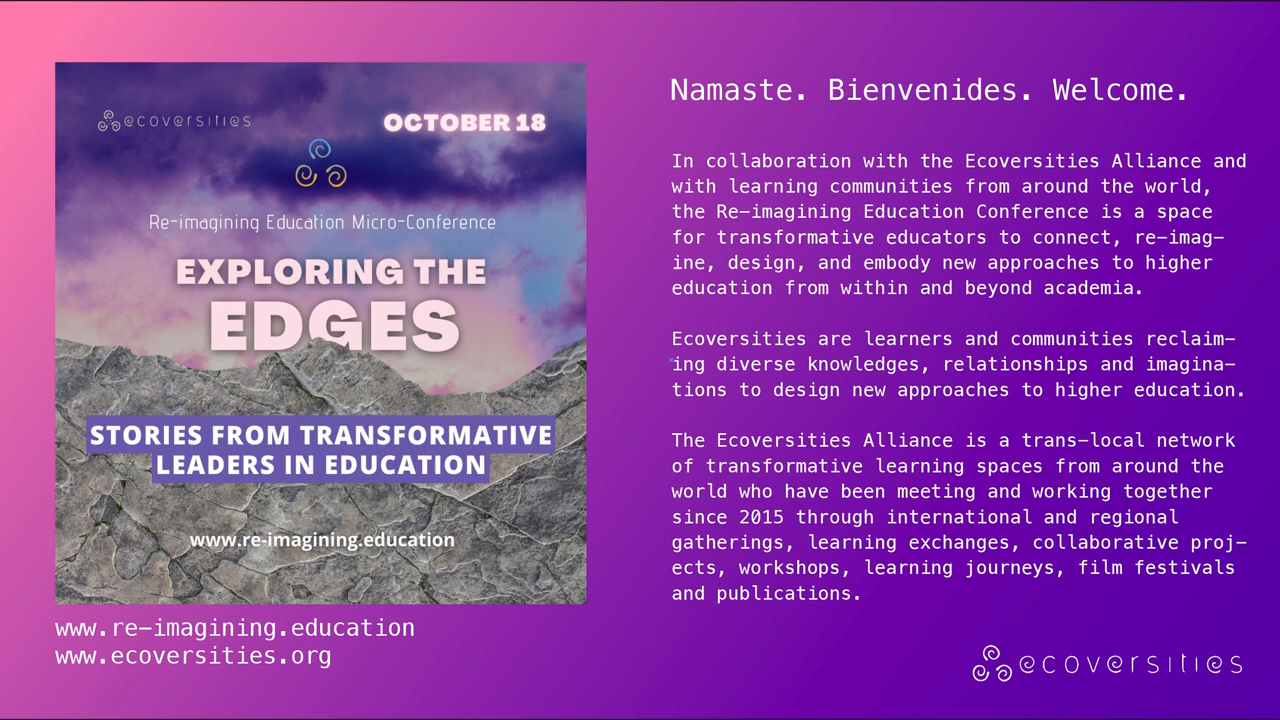 ecoversities
OCTOBER 18
Re-imagining Education Micro-Conference
EXPLORING THE
EDGES
STORIES FROM TRANSFORMATIVE
LEADERS IN EDUCATION
www.re-imagining.education
www.re-imagining.education
www.ecoversities.org
Namaste. Bienvenides. Welcome.
In collaboration with the Ecoversities Alliance and
with learning communities from around the world,
the Re-imagining Education Conference is a space
for transformative educators to connect, re-imag-
ine, design, and embody new approaches to higher
education from within and beyond academia.
Ecoversities are learners and communities reclaim-
ing diverse knowledges, relationships and imagina-
tions to design new approaches to higher education.
The Ecoversities Alliance is a trans-local network
of transformative learning spaces from around the
world who have been meeting and working together
since 2015 through international and regional
gatherings, learning exchanges, collaborative proj-
ects, workshops, learning journeys, film festivals
and publications.
ecoversities